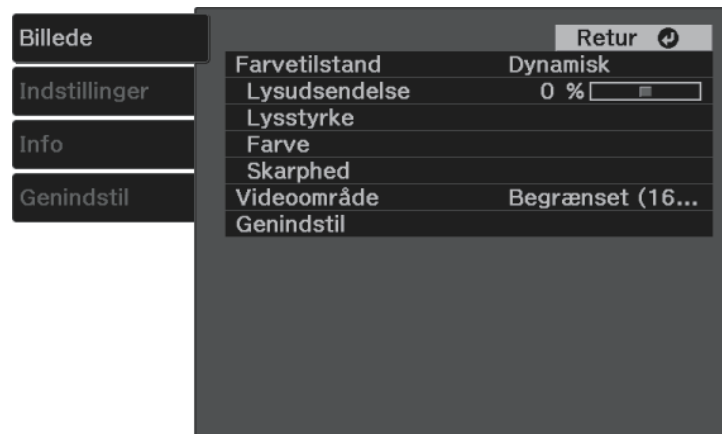 Billede
Indstillinger
Info
Genindstil
Retur
Farvetilstand Dynamisk
Lysudsendelse 0 %
Lysstyrke
Farve
Skarphed
Videoområde Begrænset (16...
Genindstil